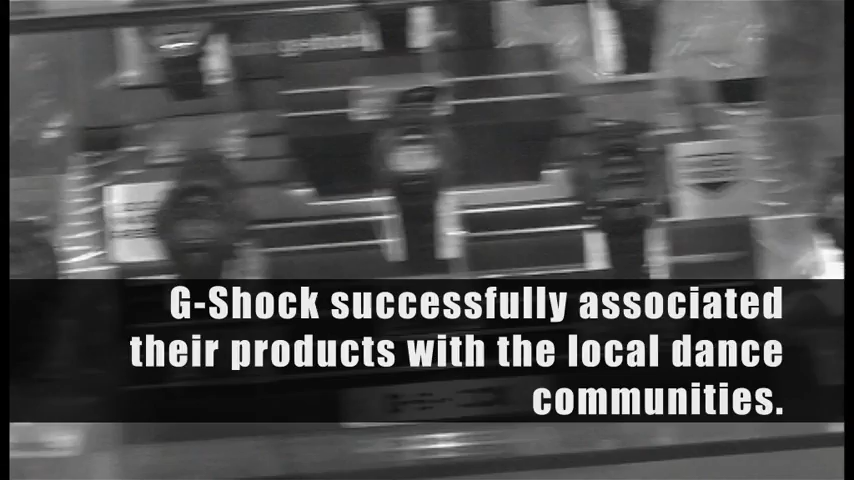 G-Shock successfully associated
their products with the local dance
communities.